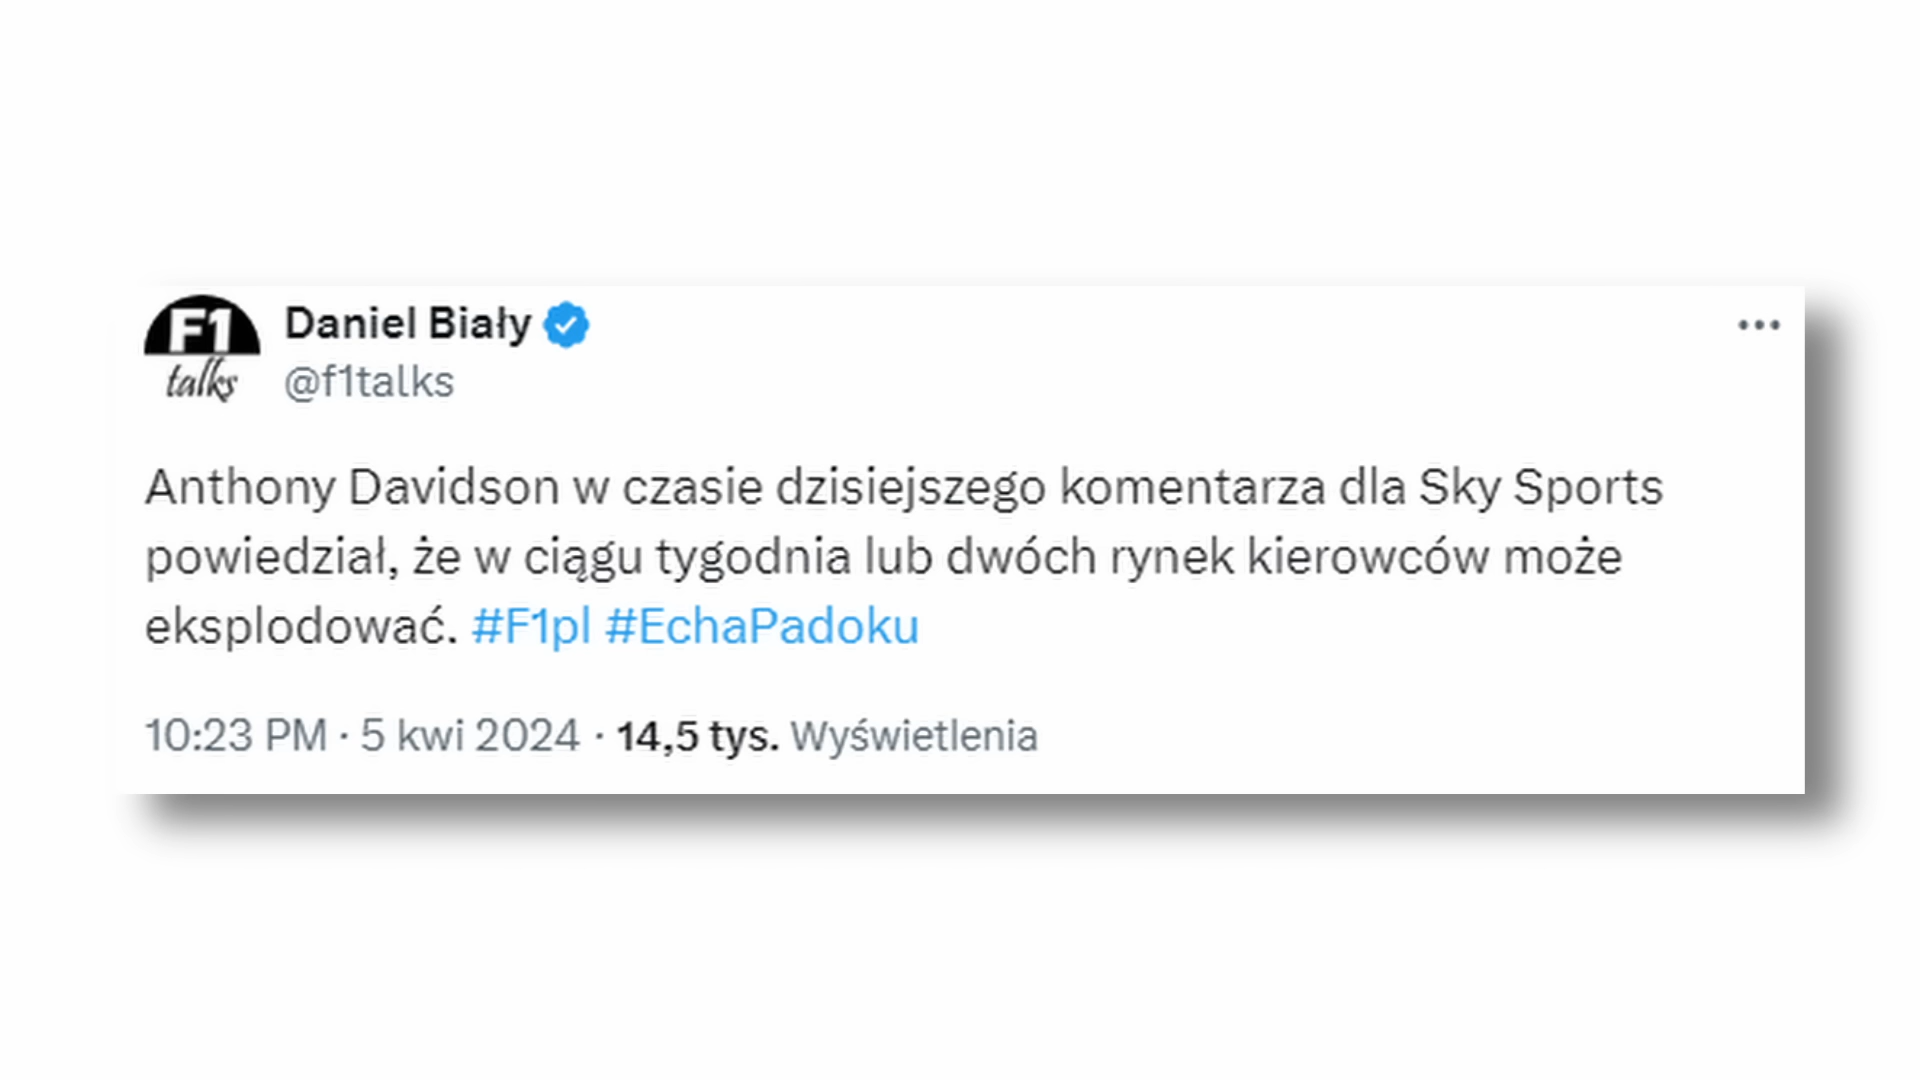 F1
talks
Daniel Biały
@f1talks
Anthony Davidson w czasie dzisiejszego komentarza dla Sky Sports
powiedział, że w ciągu tygodnia lub dwóch rynek kierowców może
eksplodować. #F1pl #EchaPadoku
10:23 PM · 5 kwi 2024 · 14,5 tys. Wyświetlenia